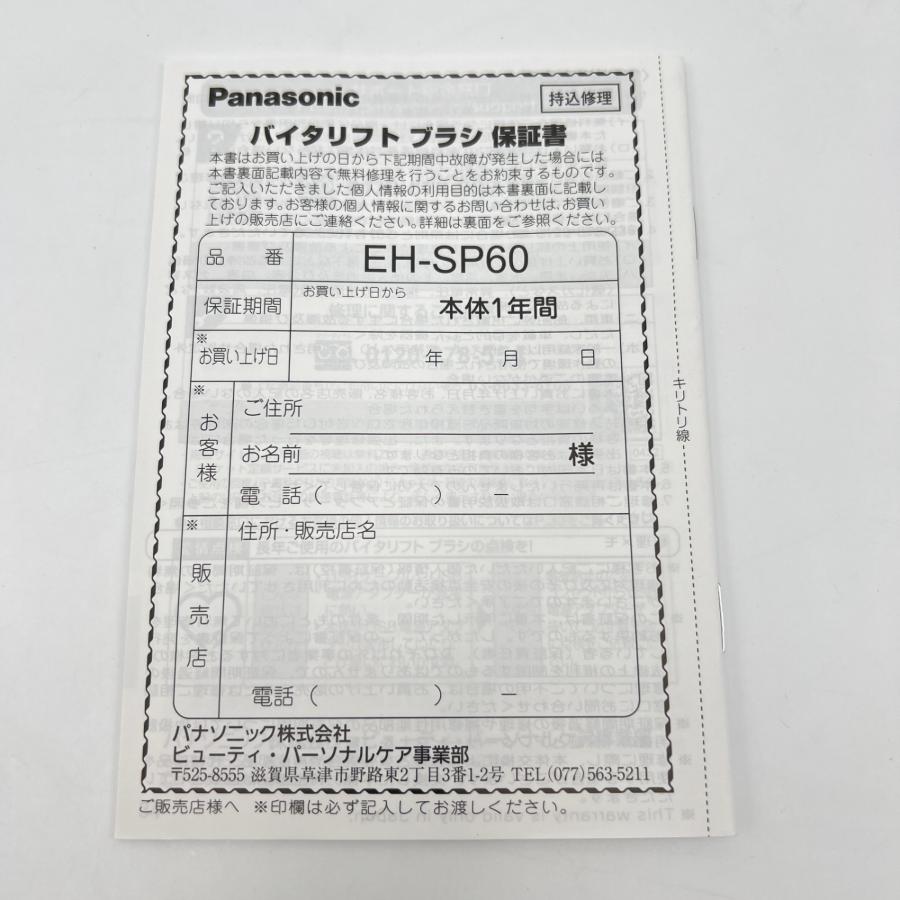 Panasonic
持込修理
バイタリフト ブラシ 保証書
本書はお買い上げの日から下記期間中故障が発生した場合には
本書裏面記載内容で無料修理を行うことをお約束するものです。
ご記入いただきました個人情報の利用目的は本書裏面に記載し
ております。お客様の個人情報に関するお問い合わせは、お買い
上げの販売店にご連絡ください。詳細は裏面をご参照ください。
品 番 EH-SP60
保証期間 お買い上げ日から 本体1年間
※お買い上げ日 年 月 日
※お客様
ご住所
お名前 様
電 話( ) －
※販売店
住所・販売店名
電話( ) －
パナソニック株式会社
ビューティ・パーソナルケア事業部
〒525-8555 滋賀県草津市野路東2丁目3番1-2号 TEL(077)563-5211
ご販売店様へ ※印欄は必ず記入してお渡しください。
キリトリ線